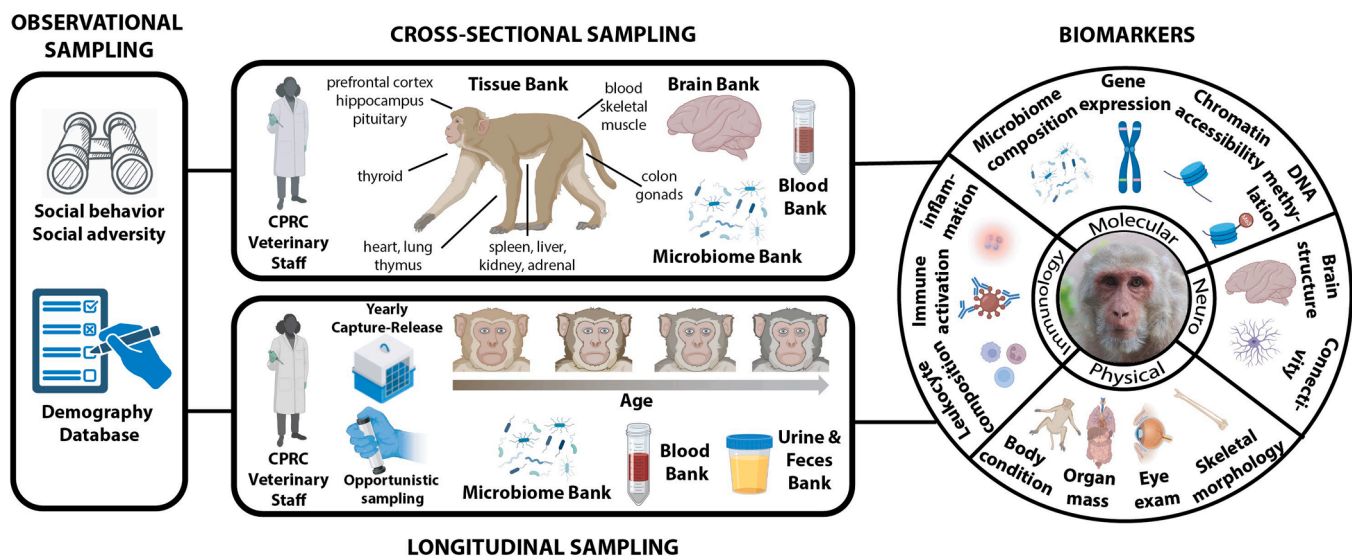 OBSERVATIONAL
SAMPLING
Social behavior
Social adversity
Demography
Database
CROSS-SECTIONAL SAMPLING
CPRC
Veterinary
Staff
prefrontal cortex
hippocampus
pituitary
Tissue Bank
blood
skeletal
muscle
thyroid
colon
gonads
heart, lung
thymus
spleen, liver,
kidney, adrenal
Brain Bank
Blood
Bank
Microbiome Bank
CPRC
Veterinary
Staff
Yearly
Capture-Release
Opportunistic
sampling
Age
Microbiome Bank
Blood
Bank
Urine &
Feces
Bank
LONGITUDINAL SAMPLING
BIOMARKERS
Molecular
Microbiome
composition
Gene
expression
Chromatin
accessibility
DNA
methy-
lation
Neuro
Brain
structure
Connecti-
vity
Physical
Body
condition
Organ
mass
Eye
exam
Skeletal
morphology
Immunology
inflam-
mation
Immune
activation
Leukocyte
composition